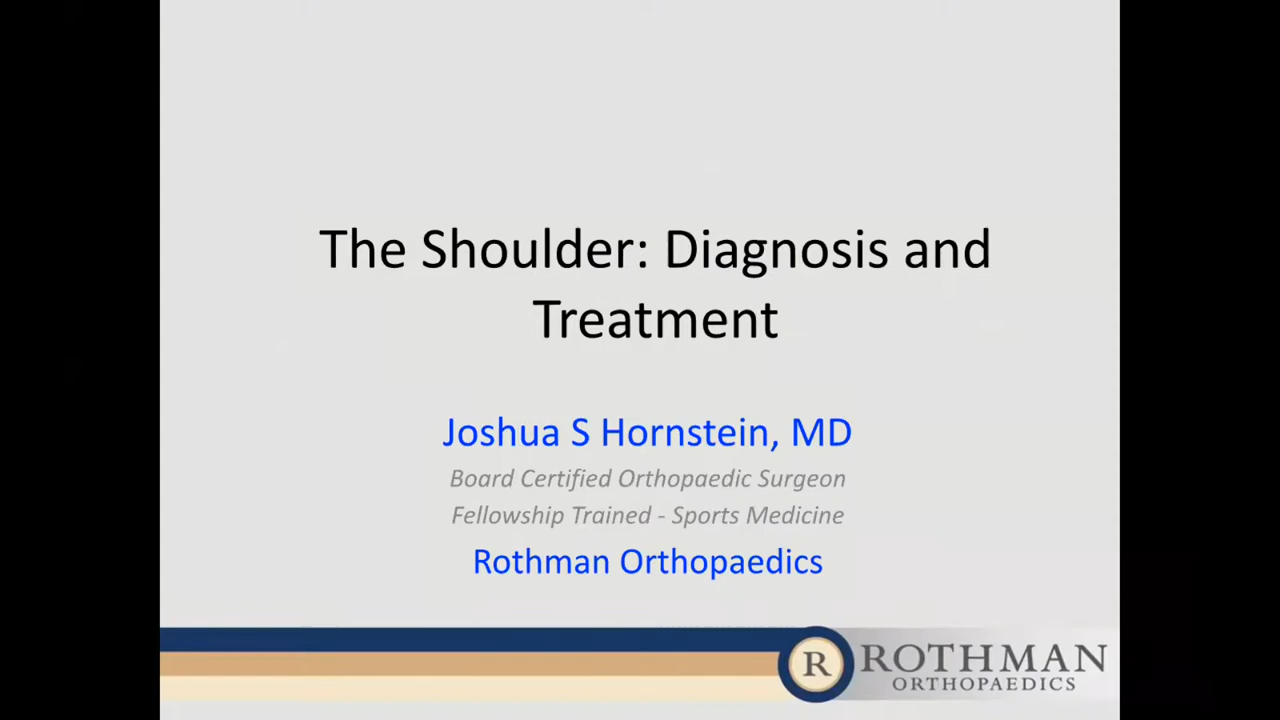 The Shoulder: Diagnosis and
Treatment
Joshua S Hornstein, MD
Board Certified Orthopaedic Surgeon
Fellowship Trained - Sports Medicine
Rothman Orthopaedics
R ROTHMAN
ORTHOPAEDICS